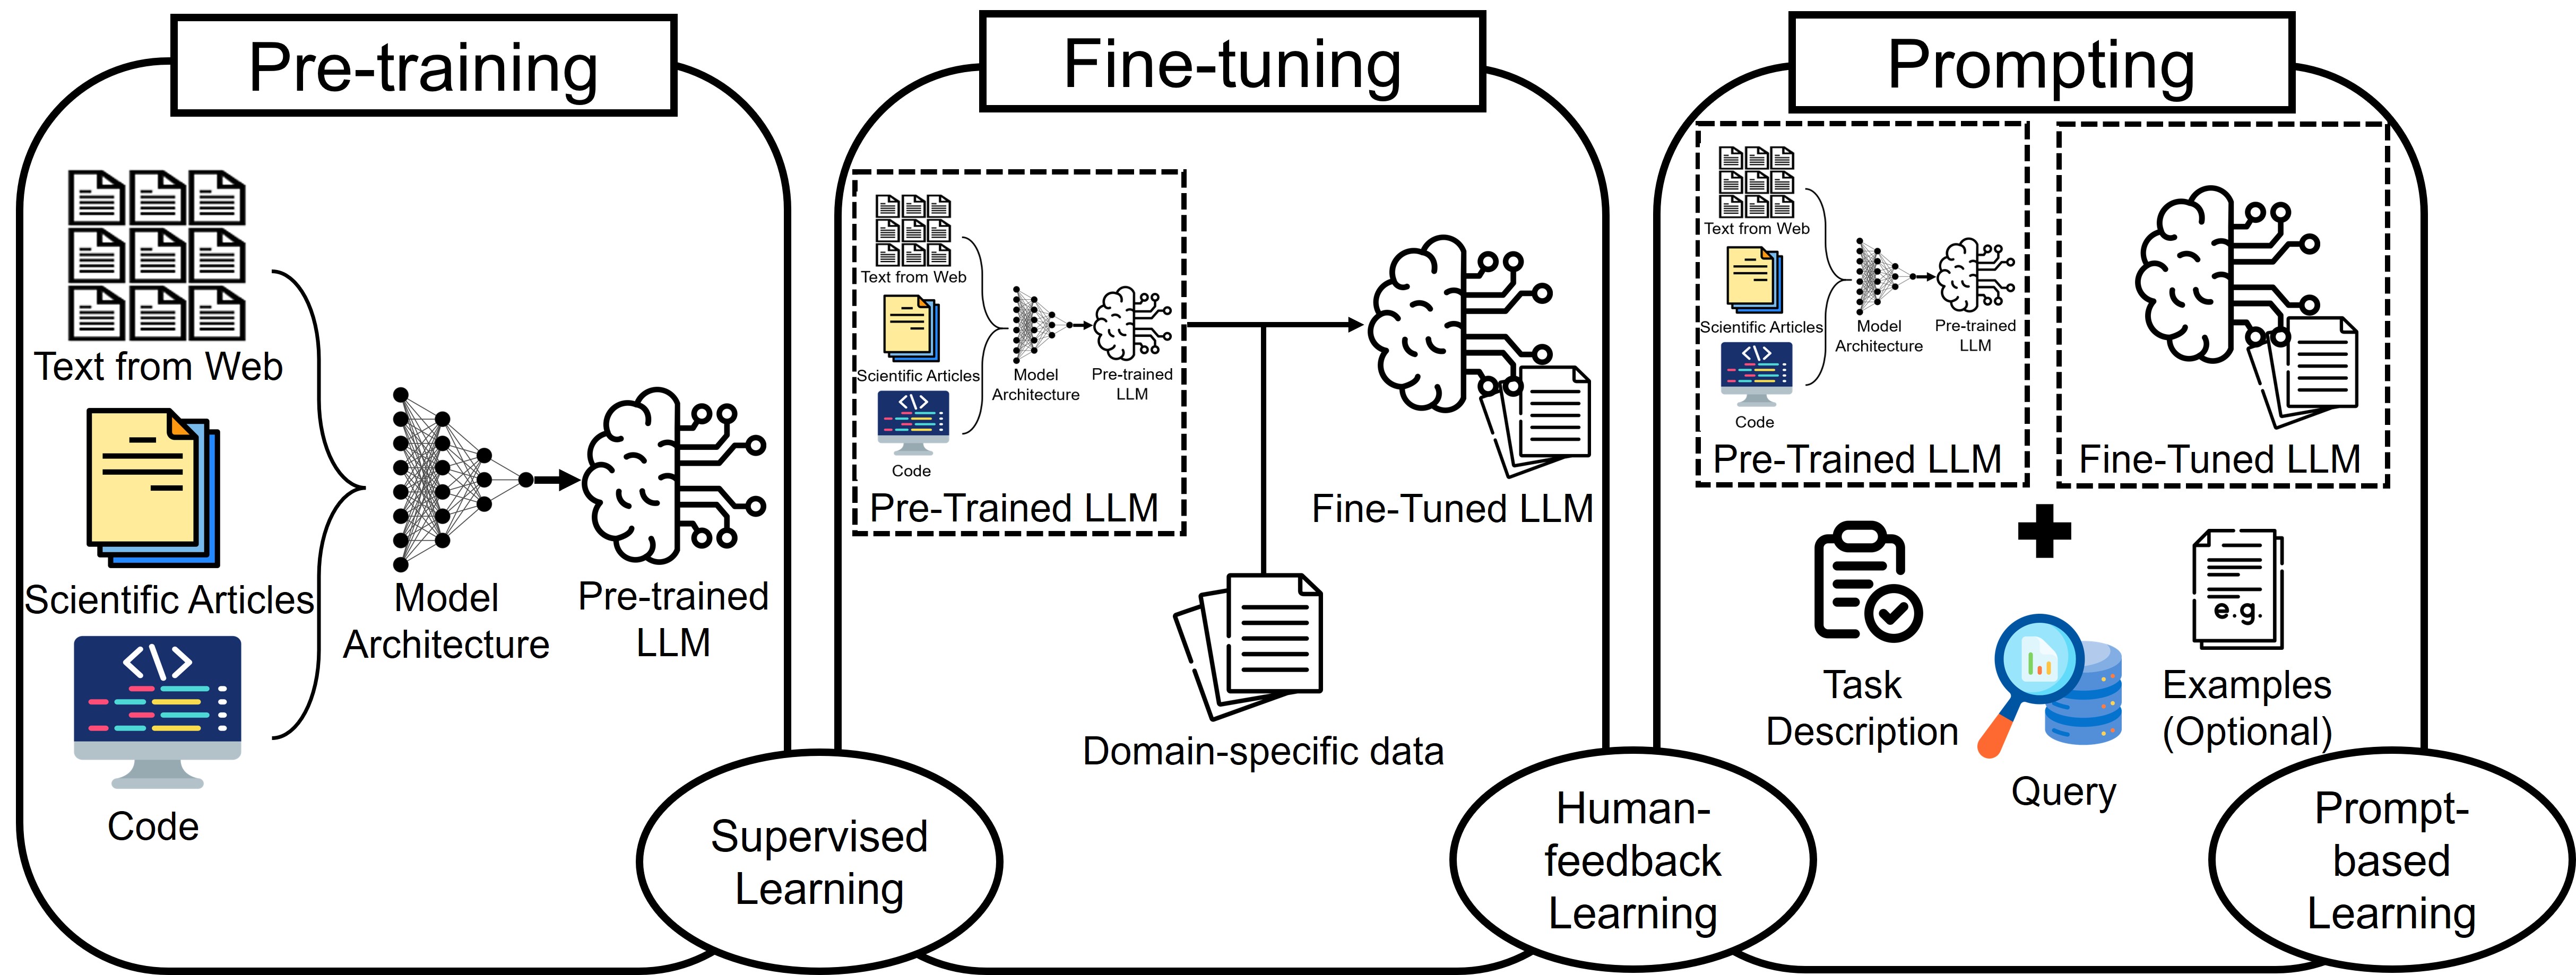 Pre-training
Text from Web
Scientific Articles
</>
Code
Model
Architecture
Pre-trained
LLM
Supervised
Learning
Fine-tuning
Text from Web
Scientific Articles
</>
Code
Model
Architecture
Pre-trained
LLM
Pre-Trained LLM
Fine-Tuned LLM
Domain-specific data
Human-
feedback
Learning
Prompting
Text from Web
Scientific Articles
</>
Code
Model
Architecture
Pre-trained
LLM
Pre-Trained LLM
Fine-Tuned LLM
Task
Description
Query
e.g.
Examples
(Optional)
Prompt-
based
Learning